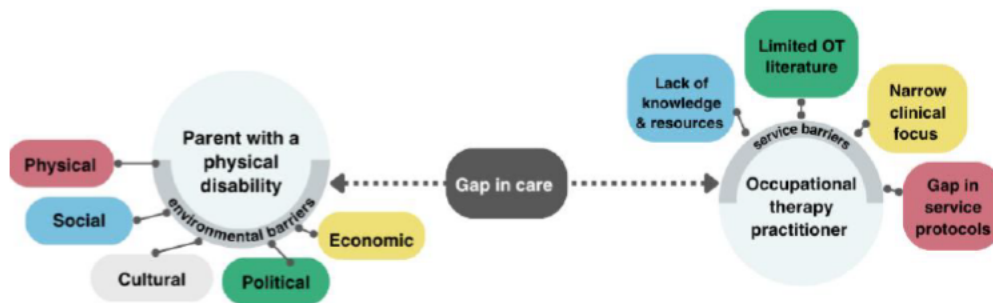 Parent with a
physical
disability
environmental barriers
Physical
Social
Cultural
Political
Economic
Gap in care
Lack of
knowledge
& resources
Limited OT
literature
Narrow
clinical
focus
Gap in
service
protocols
service barriers
Occupational
therapy
practitioner